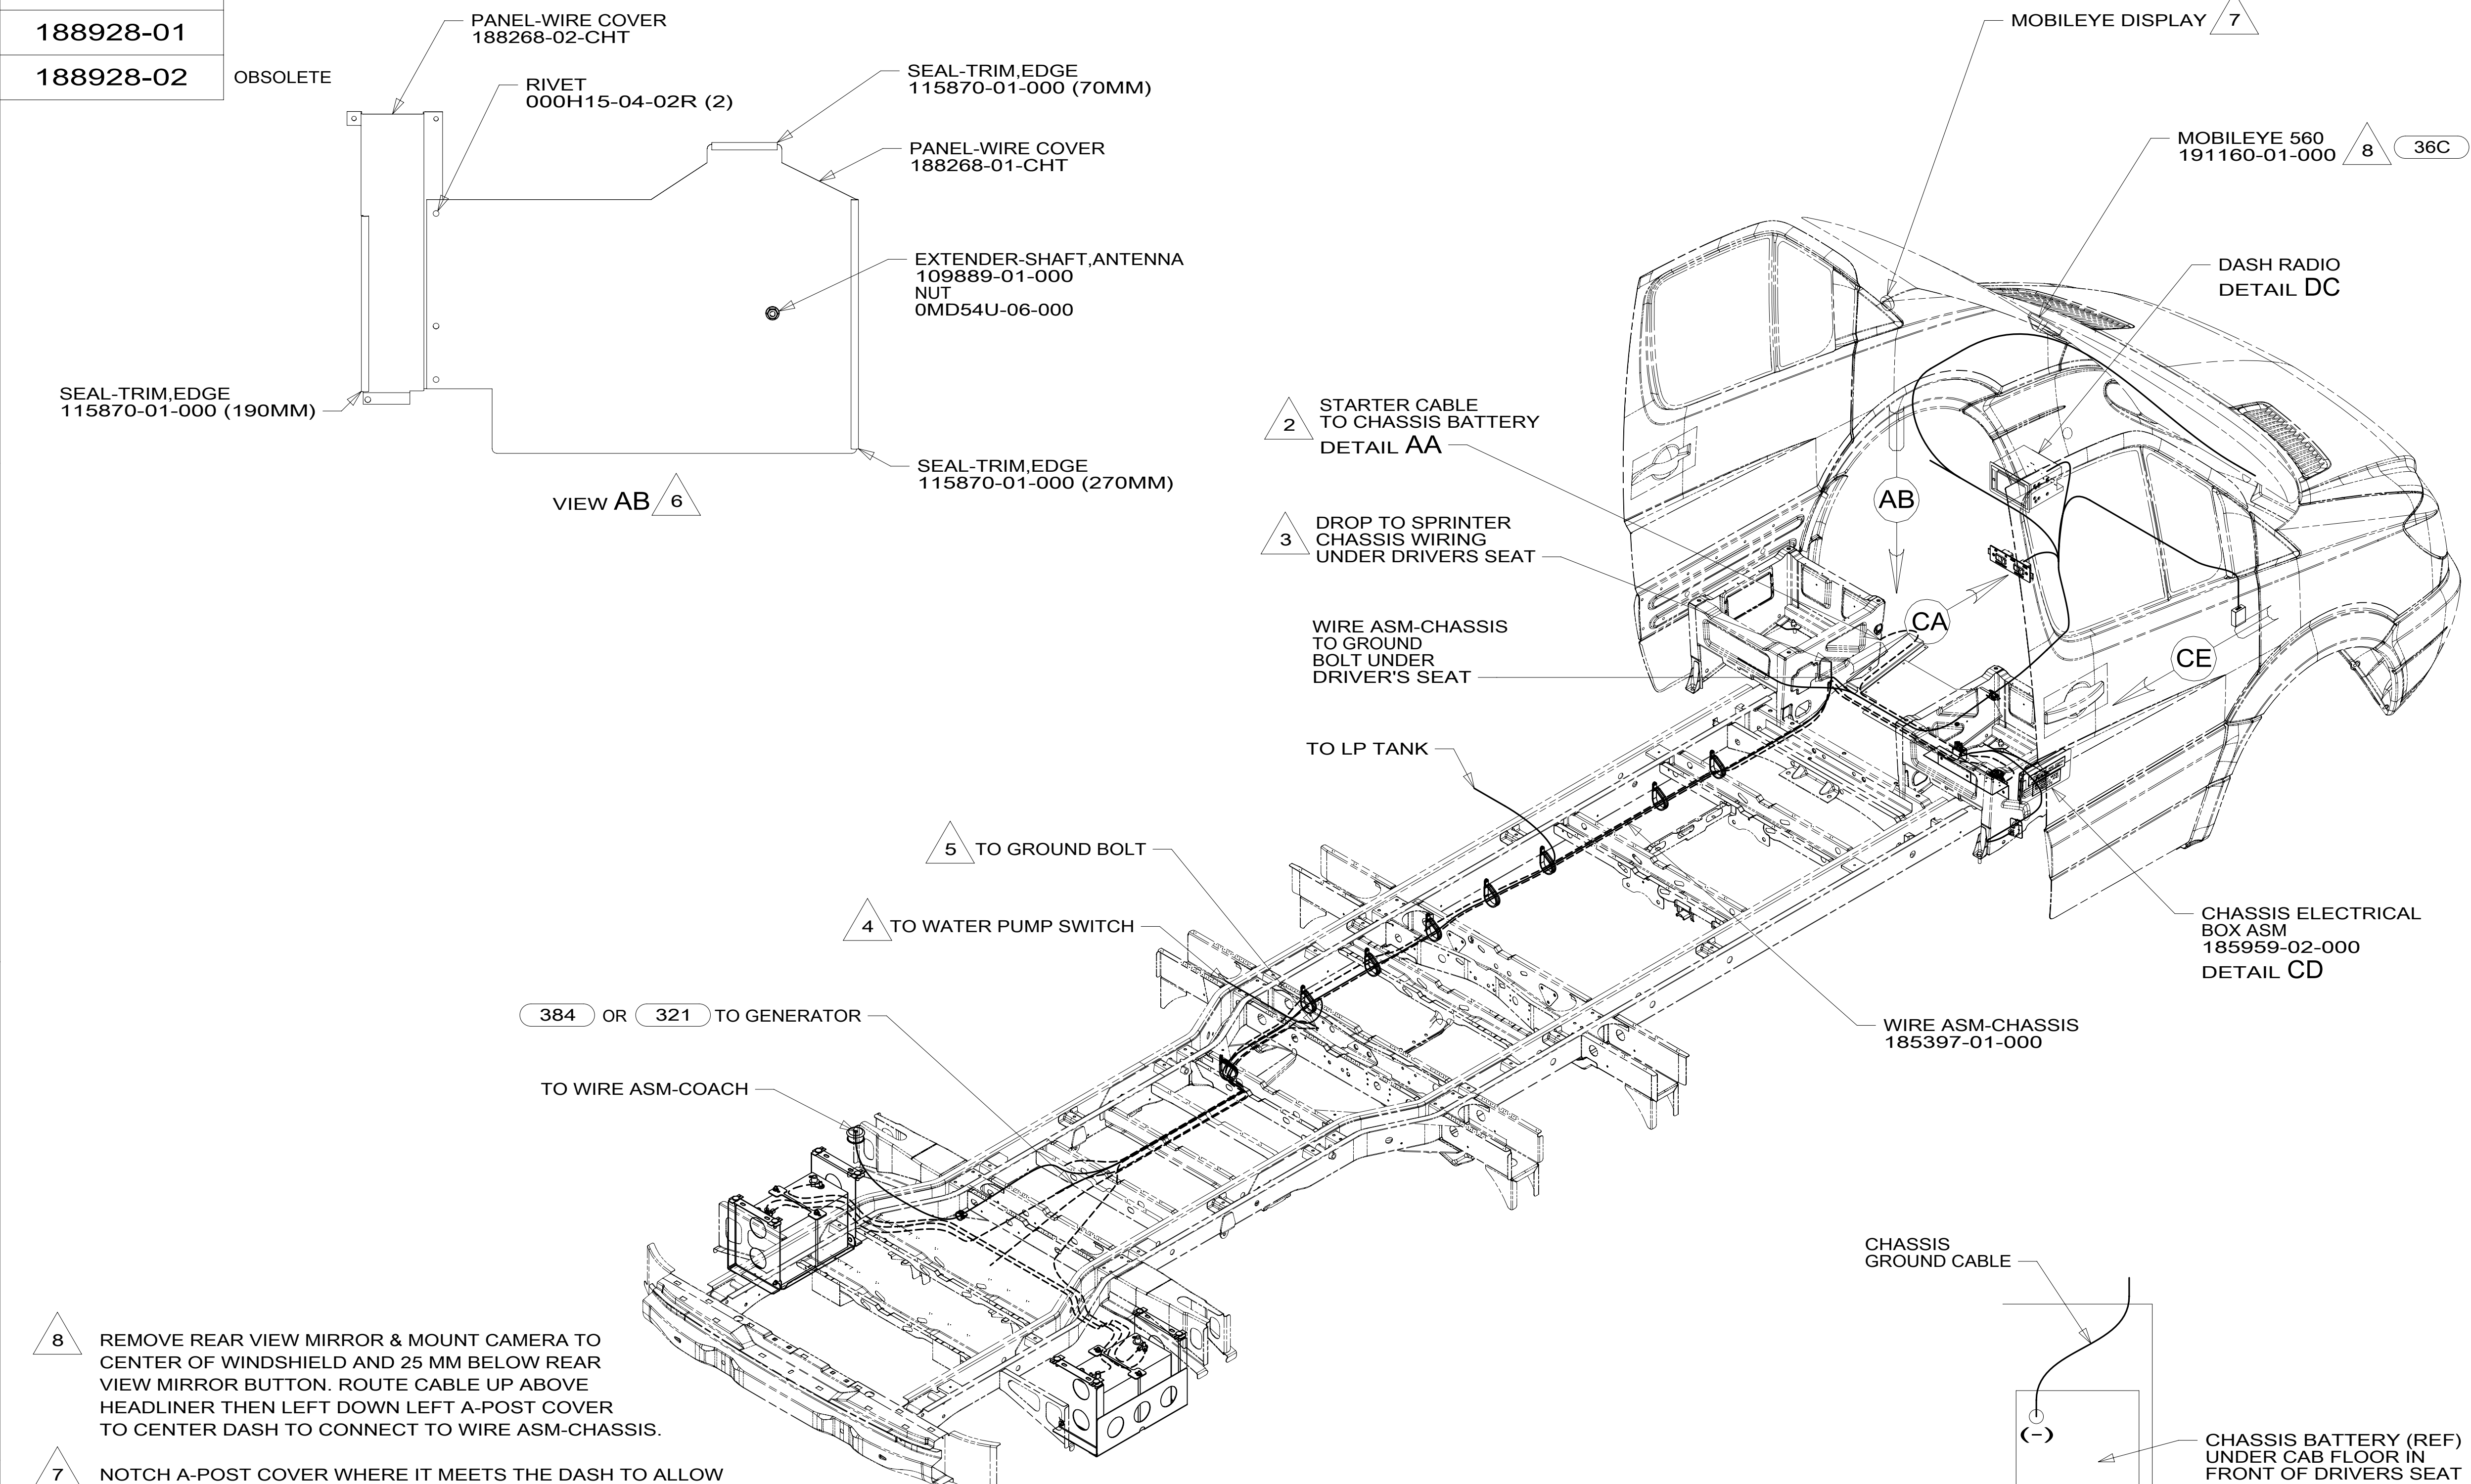 188928-01
188928-02
OBSOLETE
PANEL-WIRE COVER
188268-02-CHT
RIVET
000H15-04-02R (2)
SEAL-TRIM,EDGE
115870-01-000 (70MM)
PANEL-WIRE COVER
188268-01-CHT
EXTENDER-SHAFT,ANTENNA
109889-01-000
NUT
0MD54U-06-000
SEAL-TRIM,EDGE
115870-01-000 (190MM)
SEAL-TRIM,EDGE
115870-01-000 (270MM)
VIEW AB 6
MOBILEYE DISPLAY 7
MOBILEYE 560
191160-01-000 8 36C
DASH RADIO
DETAIL DC
2 STARTER CABLE
TO CHASSIS BATTERY
DETAIL AA
3 DROP TO SPRINTER
CHASSIS WIRING
UNDER DRIVERS SEAT
WIRE ASM-CHASSIS
TO GROUND
BOLT UNDER
DRIVER'S SEAT
AB
CA
CE
TO LP TANK
5 TO GROUND BOLT
4 TO WATER PUMP SWITCH
384 OR 321 TO GENERATOR
TO WIRE ASM-COACH
CHASSIS ELECTRICAL
BOX ASM
185959-02-000
DETAIL CD
WIRE ASM-CHASSIS
185397-01-000
CHASSIS
GROUND CABLE
(-)
CHASSIS BATTERY (REF)
UNDER CAB FLOOR IN
FRONT OF DRIVERS SEAT
8 REMOVE REAR VIEW MIRROR & MOUNT CAMERA TO
CENTER OF WINDSHIELD AND 25 MM BELOW REAR
VIEW MIRROR BUTTON. ROUTE CABLE UP ABOVE
HEADLINER THEN LEFT DOWN LEFT A-POST COVER
TO CENTER DASH TO CONNECT TO WIRE ASM-CHASSIS.
7 NOTCH A-POST COVER WHERE IT MEETS THE DASH TO ALLOW